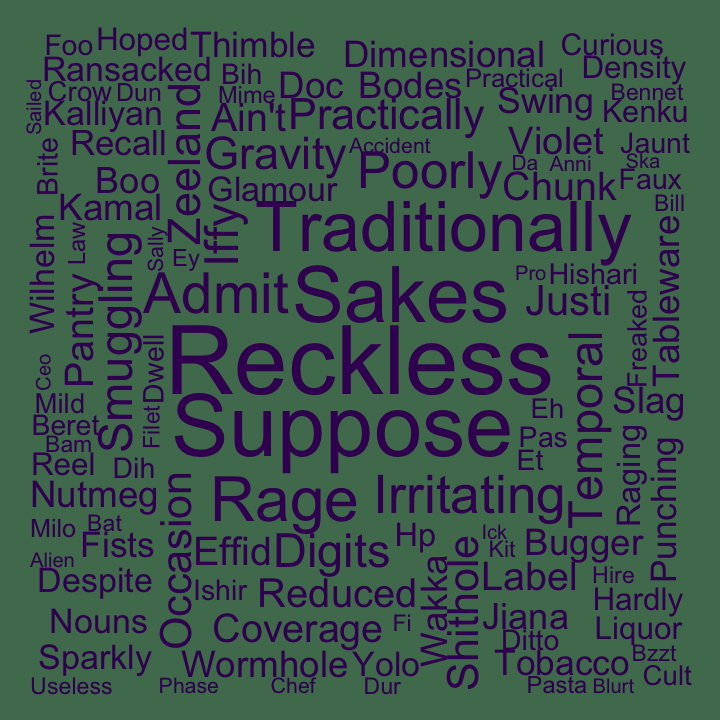 Foo
Hoped
Thimble
Dimensional
Curious
Ransacked
Bih
Doc
Bodes
Practical
Density
Sailed
Crow
Dun
Mime
Swing
Bennet
Kalliyan
Zeeland
Ain't
Practically
Kenku
Recall
Violet
Jaunt
Brite
Gravity
Accident
Poorly
Da
Anni
Ska
Boo
Glamour
Chunk
Faux
Kamal
Iffy
Traditionally
Bill
Wilhelm
Law
Sally
Ey
Tableware
Smuggling
Admit
Sakes
Pro
Hishari
Pantry
Justi
Freaked
Reckless
Temporal
Ceo
Dwell
Mild
Suppose
Eh
Slag
Beret
Filet
Bam
Pas
Reel
Dih
Et
Raging
Punching
Nutmeg
Occasion
Rage
Irritating
Milo
Bat
Hp
Ick
Fists
Effid
Digits
Kit
Bugger
Alien
Shithole
Despite
Ishir
Reduced
Wakka
Label
Hire
Hardly
Nouns
Coverage
Fi
Jiana
Liquor
Ditto
Sparkly
Wormhole
Yolo
Tobacco
Bzzt
Useless
Phase
Chef
Dur
Pasta
Blurt
Cult